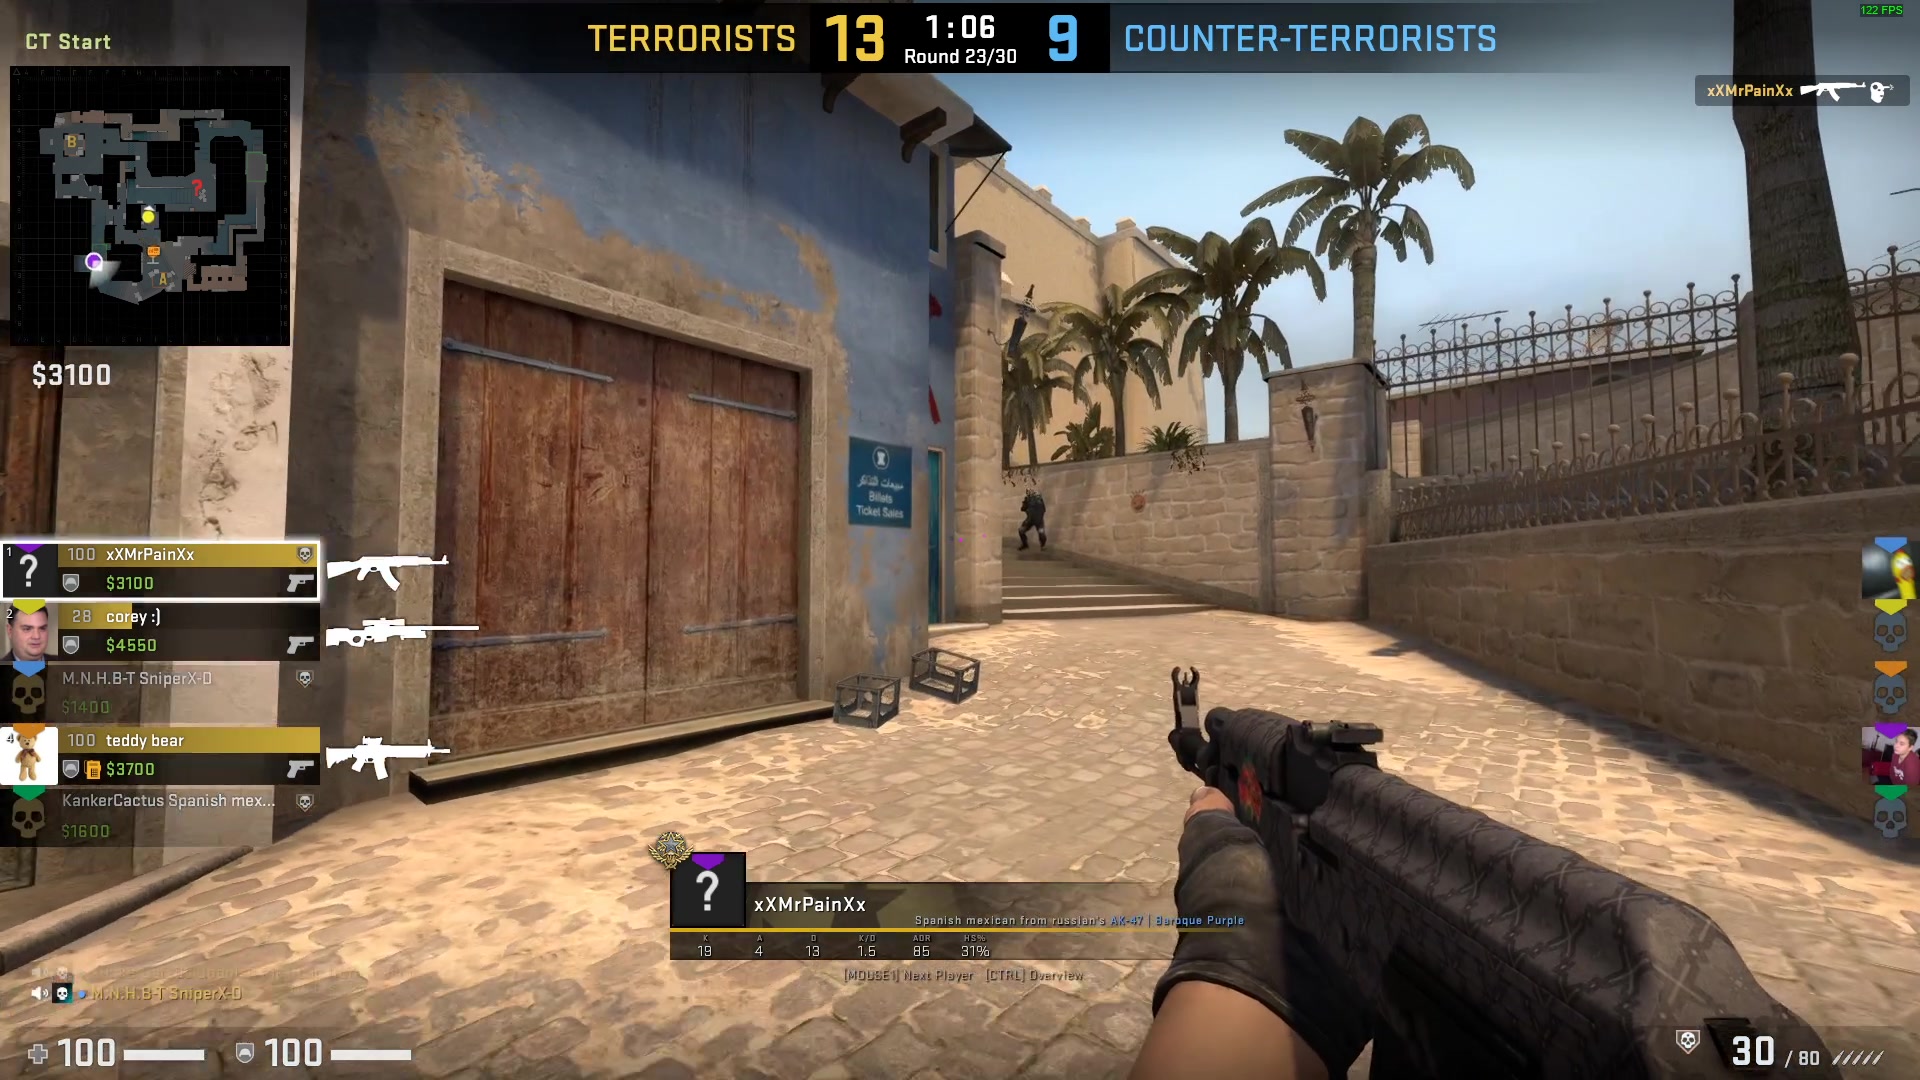 122 FPS
CT Start
TERRORISTS 13 1:06 9 COUNTER-TERRORISTS
Round 23/30
xXMrPainXx
B
?
A
$3100
مبيعات التذاكر
Billets
Ticket Sales
1 ? 100 xXMrPainXx
$3100
2 28 corey :)
$4550
M.N.H.B-T SniperX-D
$1400
4 100 teddy bear
$3700
KankerCactus Spanish mex...
$1600
? xXMrPainXx
Spanish mexican from russian's AK-47 | Baroque Purple
K A D K/D ADR HS%
19 4 13 1.5 85 31%
[MOUSE1] Next Player [CTRL] Overview
M.N.H.B-T SniperX-D
100 100
30 / 80